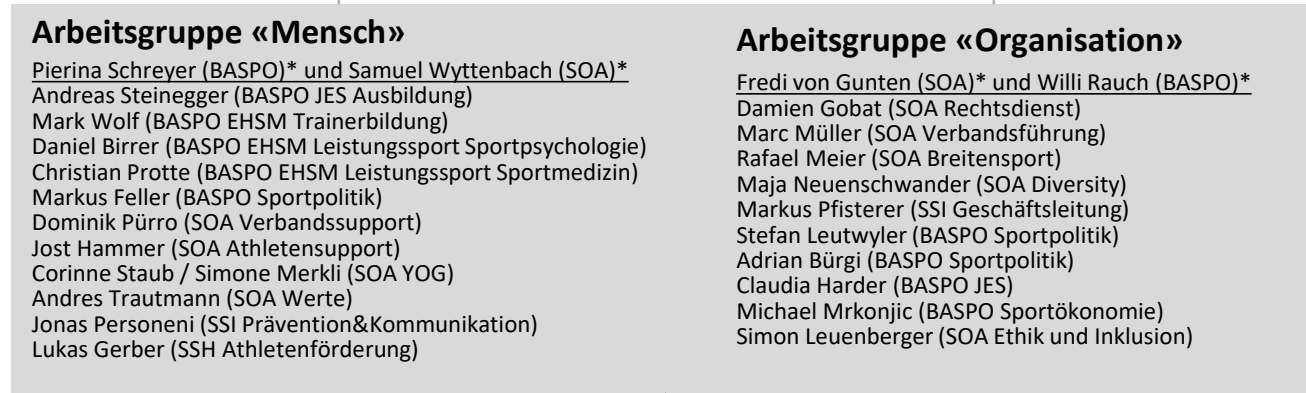 Arbeitsgruppe «Mensch»
Pierina Schreyer (BASPO)* und Samuel Wyttenbach (SOA)*
Andreas Steinegger (BASPO JES Ausbildung)
Mark Wolf (BASPO EHSM Trainerbildung)
Daniel Birrer (BASPO EHSM Leistungssport Sportpsychologie)
Christian Protte (BASPO EHSM Leistungssport Sportmedizin)
Markus Feller (BASPO Sportpolitik)
Dominik Pürro (SOA Verbandssupport)
Jost Hammer (SOA Athletensupport)
Corinne Staub / Simone Merkli (SOA YOG)
Andres Trautmann (SOA Werte)
Jonas Personeni (SSI Prävention&Kommunikation)
Lukas Gerber (SSH Athletenförderung)
Arbeitsgruppe «Organisation»
Fredi von Gunten (SOA)* und Willi Rauch (BASPO)*
Damien Gobat (SOA Rechtsdienst)
Marc Müller (SOA Verbandsführung)
Rafael Meier (SOA Breitensport)
Maja Neuenschwander (SOA Diversity)
Markus Pfisterer (SSI Geschäftsleitung)
Stefan Leutwyler (BASPO Sportpolitik)
Adrian Bürgi (BASPO Sportpolitik)
Claudia Harder (BASPO JES)
Michael Mrkonjic (BASPO Sportökonomie)
Simon Leuenberger (SOA Ethik und Inklusion)